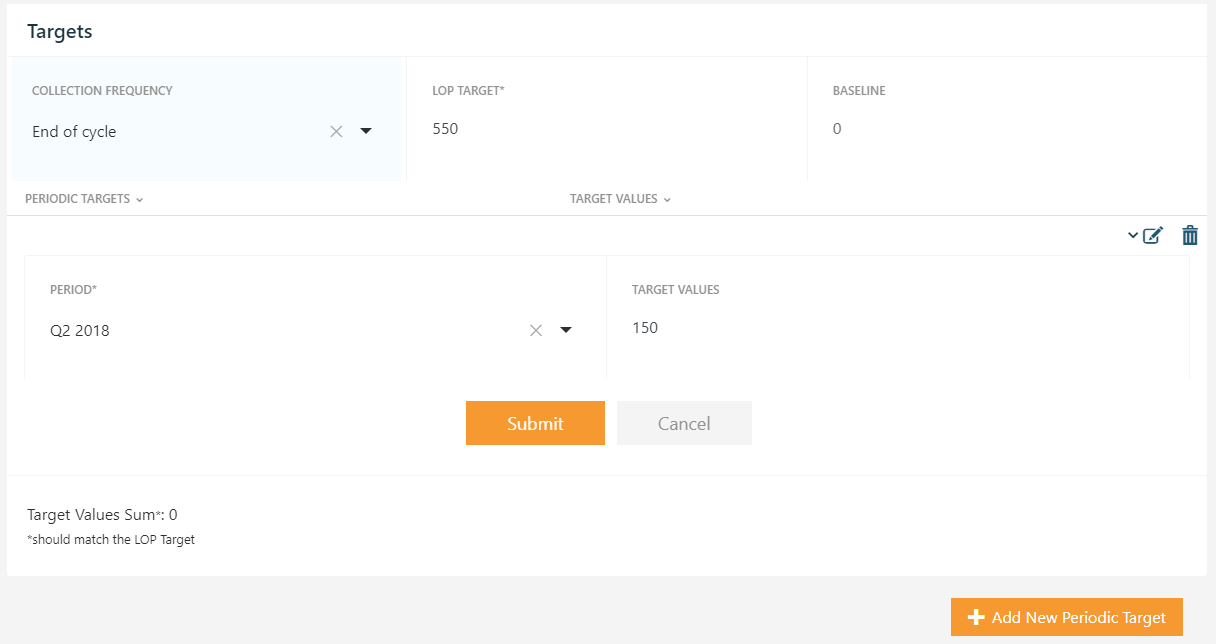 Targets
COLLECTION FREQUENCY
LOP TARGET*
BASELINE
End of cycle
550
0
PERIODIC TARGETS
TARGET VALUES
PERIOD*
TARGET VALUES
Q2 2018
150
Submit
Cancel
Target Values Sum*: 0
*should match the LOP Target
Add New Periodic Target